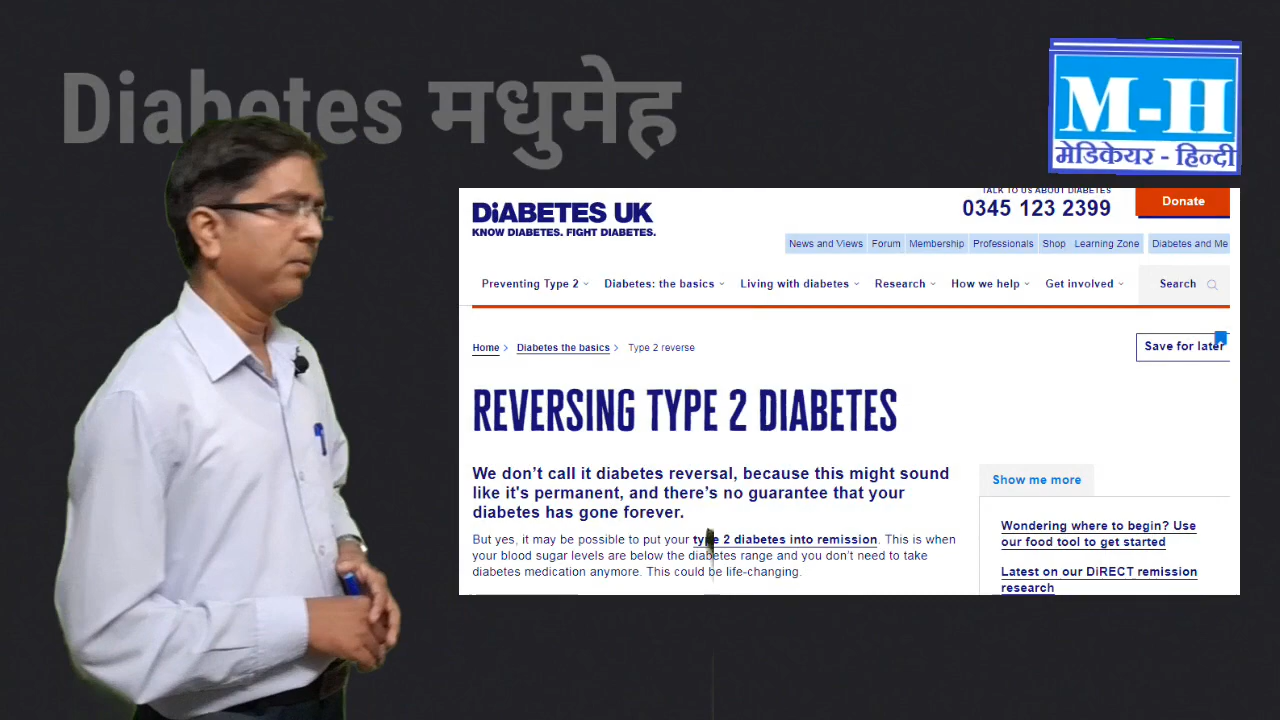 Diabetes मधुमेह
M-H
मेडिकेयर - हिन्दी
TALK TO US ABOUT DIABETES
DiABETES UK
KNOW DIABETES. FIGHT DIABETES.
0345 123 2399
Donate
News and Views Forum Membership Professionals Shop Learning Zone Diabetes and Me
Preventing Type 2 Diabetes: the basics Living with diabetes Research How we help Get involved Search
Home > Diabetes the basics > Type 2 reverse
Save for later
REVERSING TYPE 2 DIABETES
We don't call it diabetes reversal, because this might sound
like it's permanent, and there's no guarantee that your
diabetes has gone forever.
But yes, it may be possible to put your type 2 diabetes into remission. This is when
your blood sugar levels are below the diabetes range and you don't need to take
diabetes medication anymore. This could be life-changing.
Show me more
Wondering where to begin? Use
our food tool to get started
Latest on our DiRECT remission
research